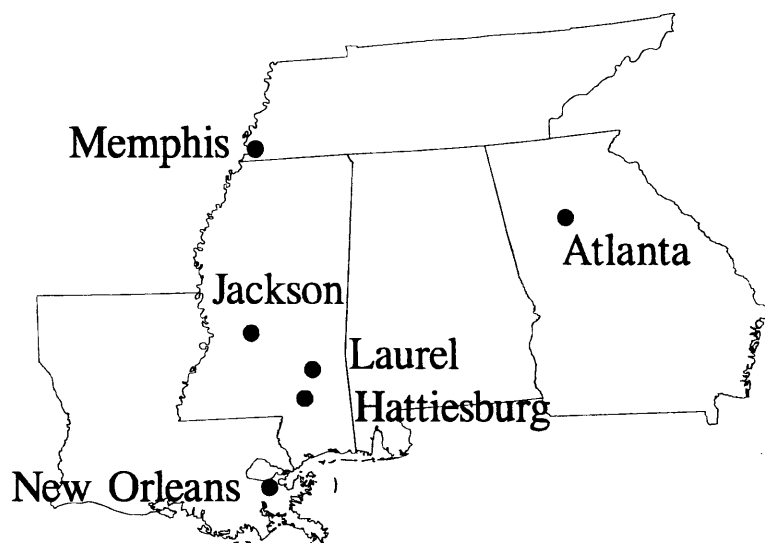 Memphis
Atlanta
Jackson
Laurel
Hattiesburg
New Orleans